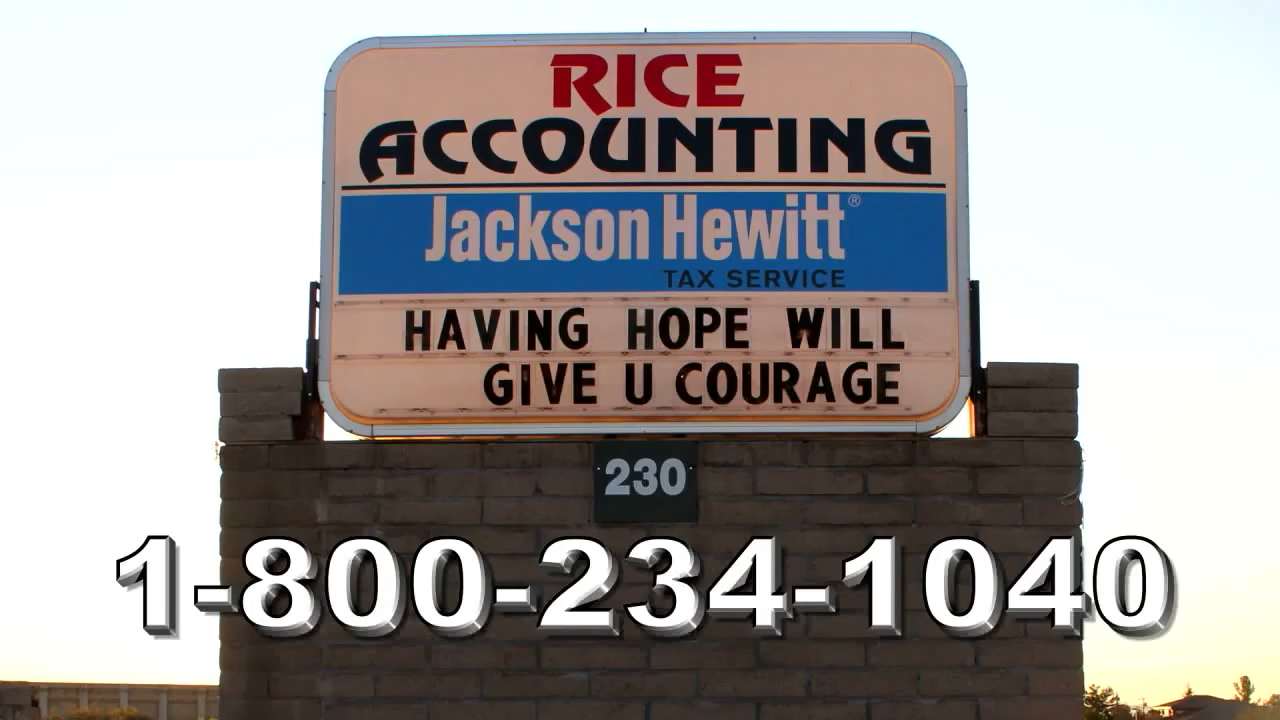 RICE
ACCOUNTING
Jackson Hewitt®
TAX SERVICE
HAVING HOPE WILL
GIVE U COURAGE
230
1-800-234-1040